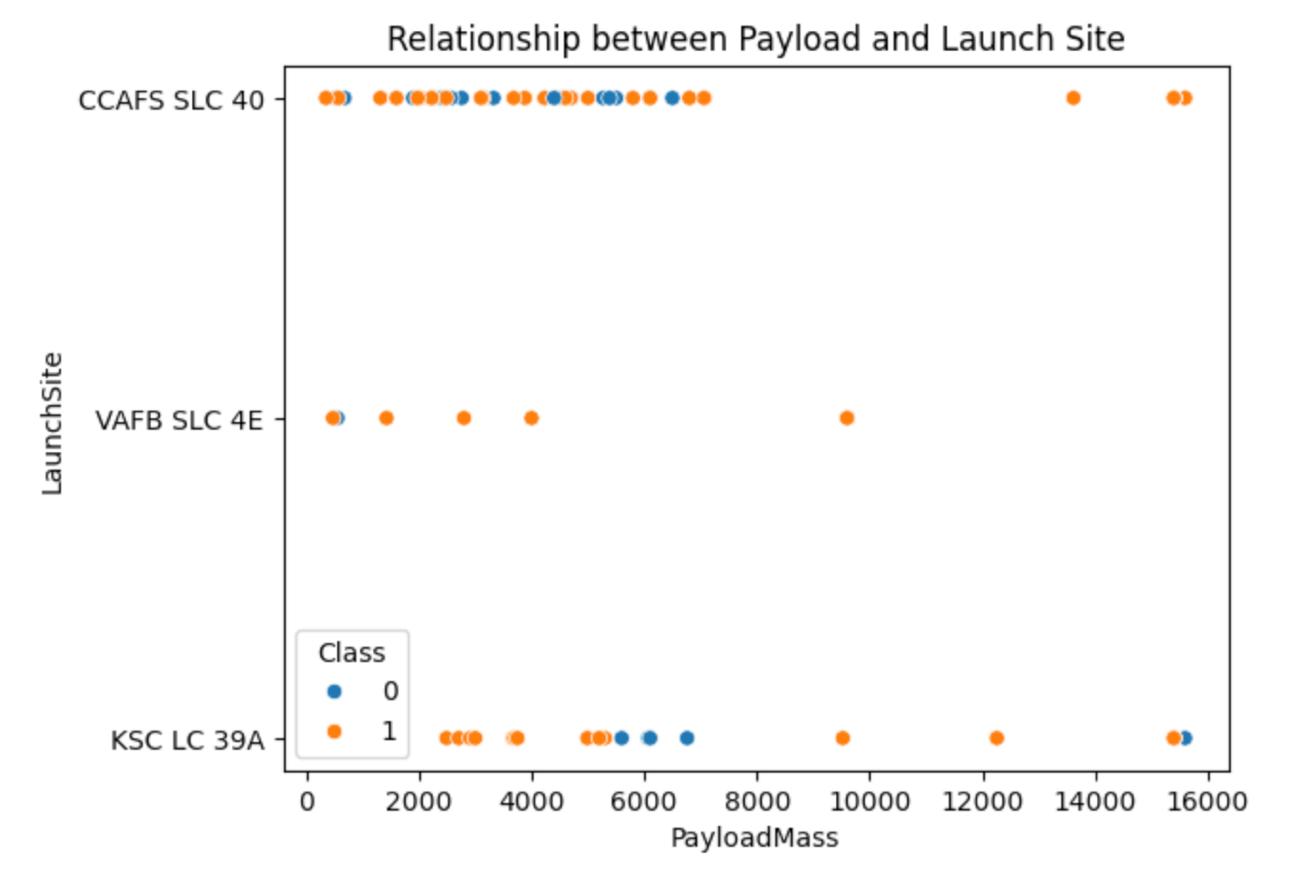 Relationship between Payload and Launch Site
CCAFS SLC 40
VAFB SLC 4E
KSC LC 39A
LaunchSite
Class
0
1
0 2000 4000 6000 8000 10000 12000 14000 16000
PayloadMass